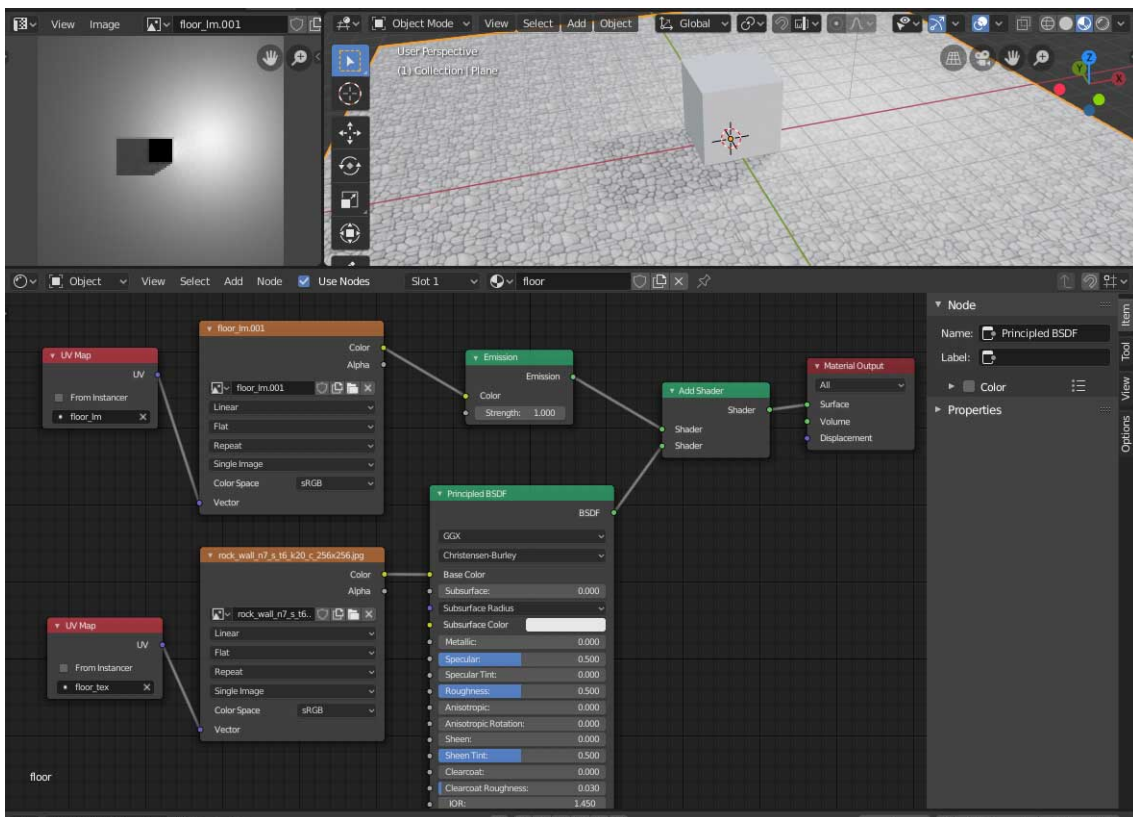 View Image floor_lm.001
Object Mode View Select Add Object Global
User Perspective
(1) Collection | Plane
Z
Y
X
Object View Select Add Node Use Nodes Slot 1 floor
UV Map
UV
From Instancer
floor_lm
floor_lm.001
Color
Alpha
floor_lm.001
Linear
Flat
Repeat
Single Image
Color Space sRGB
Vector
Emission
Emission
Color
Strength: 1.000
Add Shader
Shader
Shader
Shader
Material Output
All
Surface
Volume
Displacement
UV Map
UV
From Instancer
floor_tex
rock_wall_n7_s_t6_k20_c_256x256.jpg
Color
Alpha
rock_wall_n7_s_t6..
Linear
Flat
Repeat
Single Image
Color Space sRGB
Vector
Principled BSDF
BSDF
GGX
Christensen-Burley
Base Color
Subsurface: 0.000
Subsurface Radius
Subsurface Color
Metallic: 0.000
Specular: 0.500
Specular Tint: 0.000
Roughness: 0.500
Anisotropic: 0.000
Anisotropic Rotation: 0.000
Sheen: 0.000
Sheen Tint: 0.500
Clearcoat: 0.000
Clearcoat Roughness: 0.030
IOR: 1.450
floor
Node
Name: Principled BSDF
Label:
Color
Properties
Item
Tool
View
Options